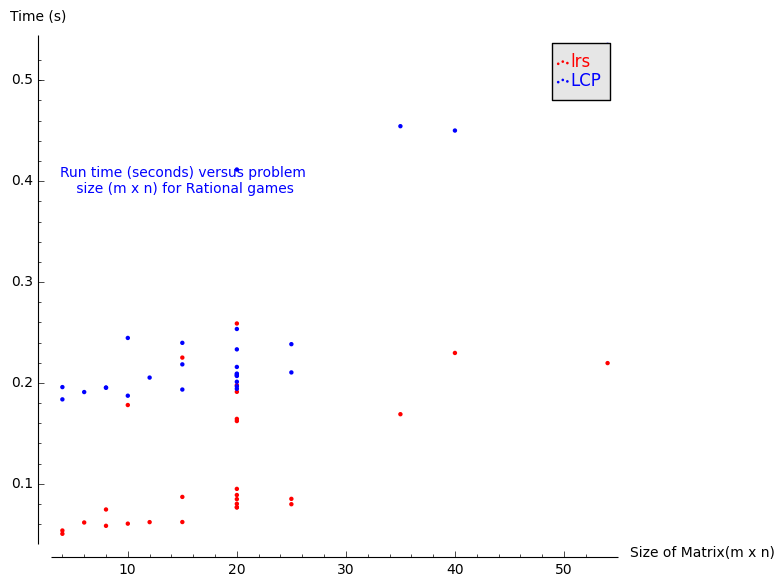 Time (s)
0.5
lrs
LCP
Run time (seconds) versus problem
size (m x n) for Rational games
0.4
0.3
0.2
0.1
Size of Matrix(m x n)
10 20 30 40 50